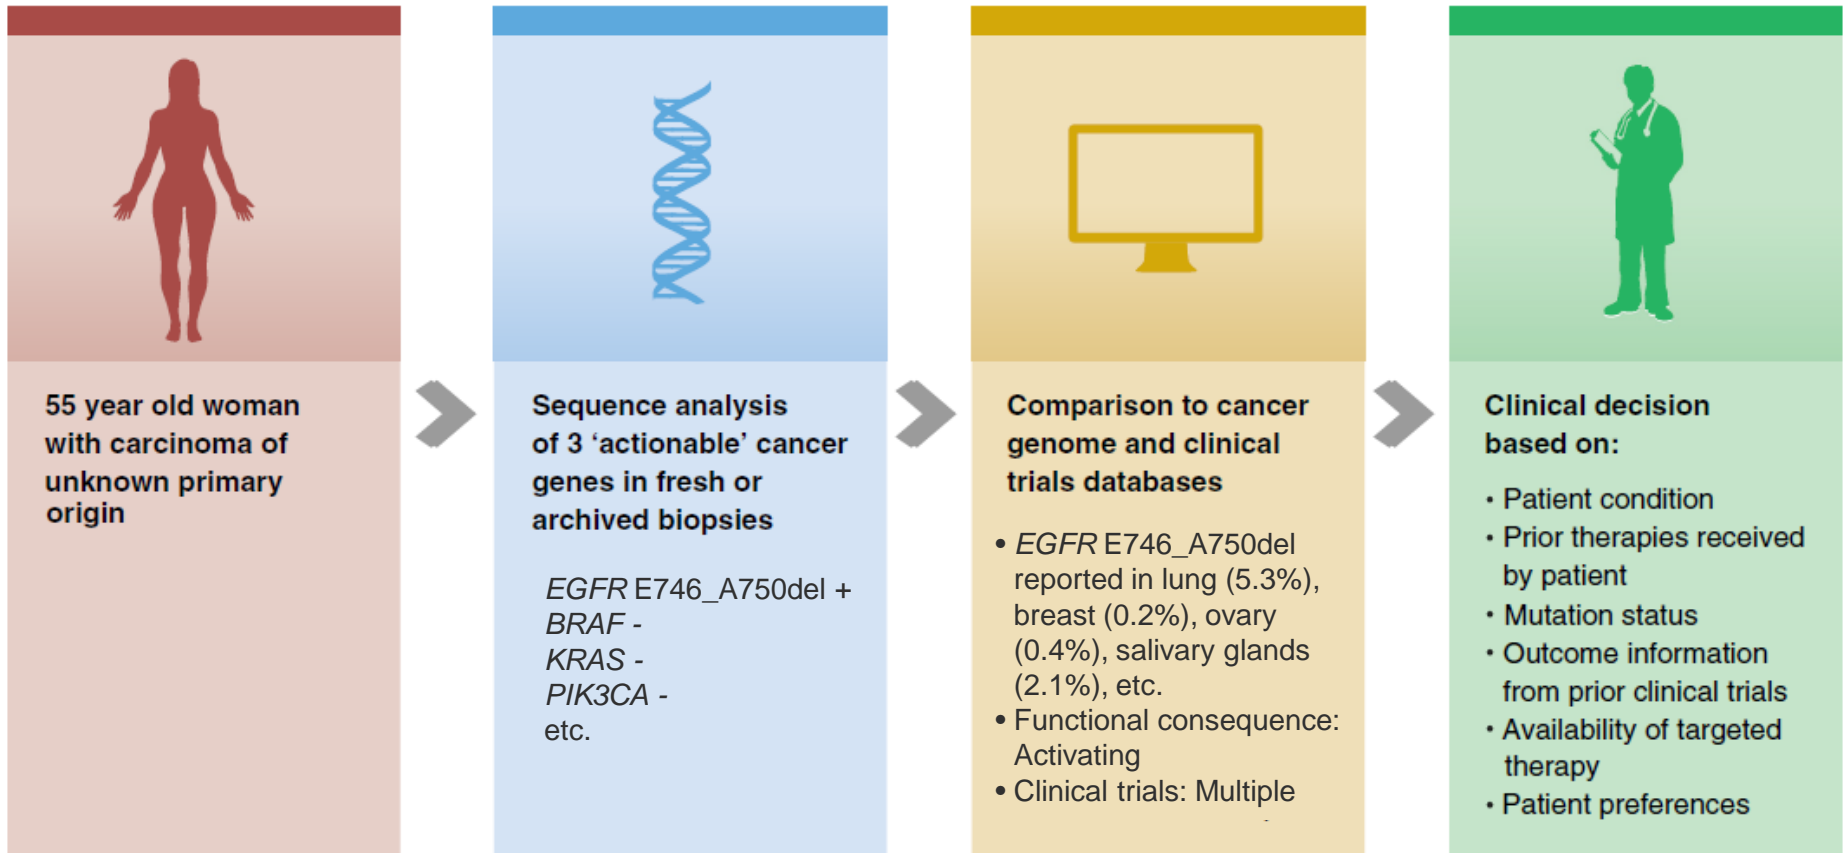 55 year old woman
with carcinoma of
unknown primary
origin
Sequence analysis
of 3 ‘actionable’ cancer
genes in fresh or
archived biopsies
EGFR E746_A750del +
BRAF -
KRAS -
PIK3CA -
etc.
Comparison to cancer
genome and clinical
trials databases
• EGFR E746_A750del
reported in lung (5.3%),
breast (0.2%), ovary
(0.4%), salivary glands
(2.1%), etc.
• Functional consequence:
Activating
• Clinical trials: Multiple
Clinical decision
based on:
· Patient condition
· Prior therapies received
by patient
· Mutation status
· Outcome information
from prior clinical trials
· Availability of targeted
therapy
· Patient preferences